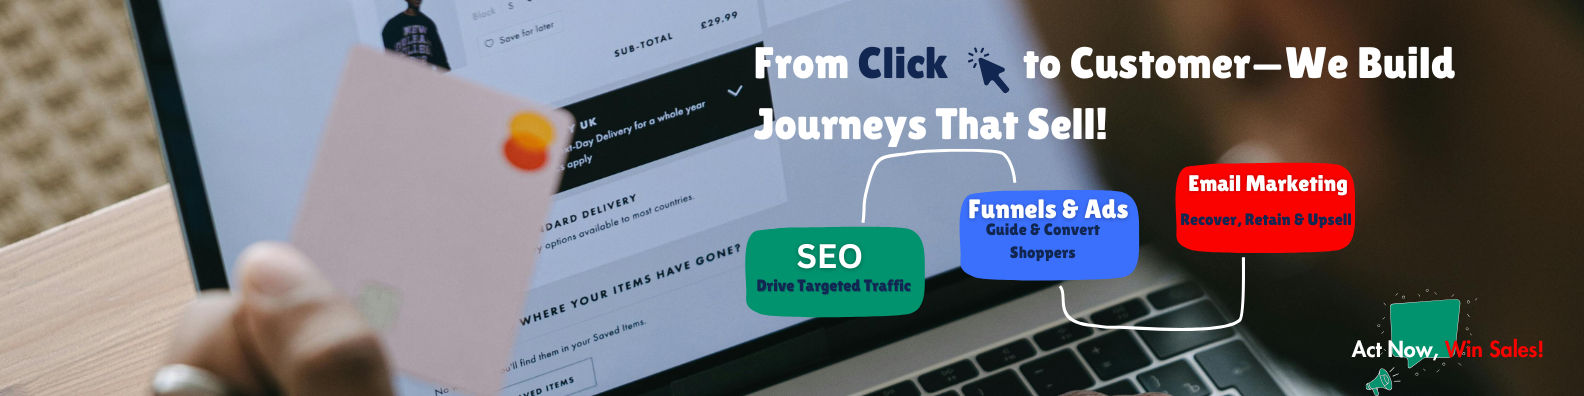 Black S
Save for later
SUB-TOTAL £29.99
NEW
UK
Next-Day Delivery for a whole year
apply
DELIVERY
options available to most countries.
WHERE YOUR ITEMS HAVE GONE?
find them in your Saved Items.
ITEMS
From Click to Customer—We Build
Journeys That Sell!
SEO
Drive Targeted Traffic
Funnels & Ads
Guide & Convert
Shoppers
Email Marketing
Recover, Retain & Upsell
Act Now, Win Sales!